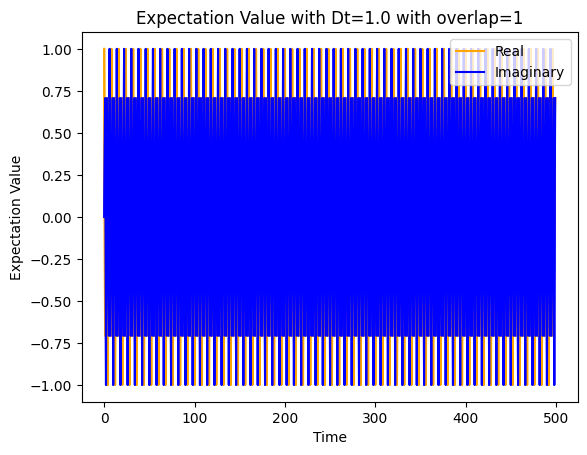 Expectation Value with Dt=1.0 with overlap=1
Real
Imaginary
1.00
0.75
0.50
0.25
0.00
−0.25
−0.50
−0.75
−1.00
Expectation Value
0 100 200 300 400 500
Time